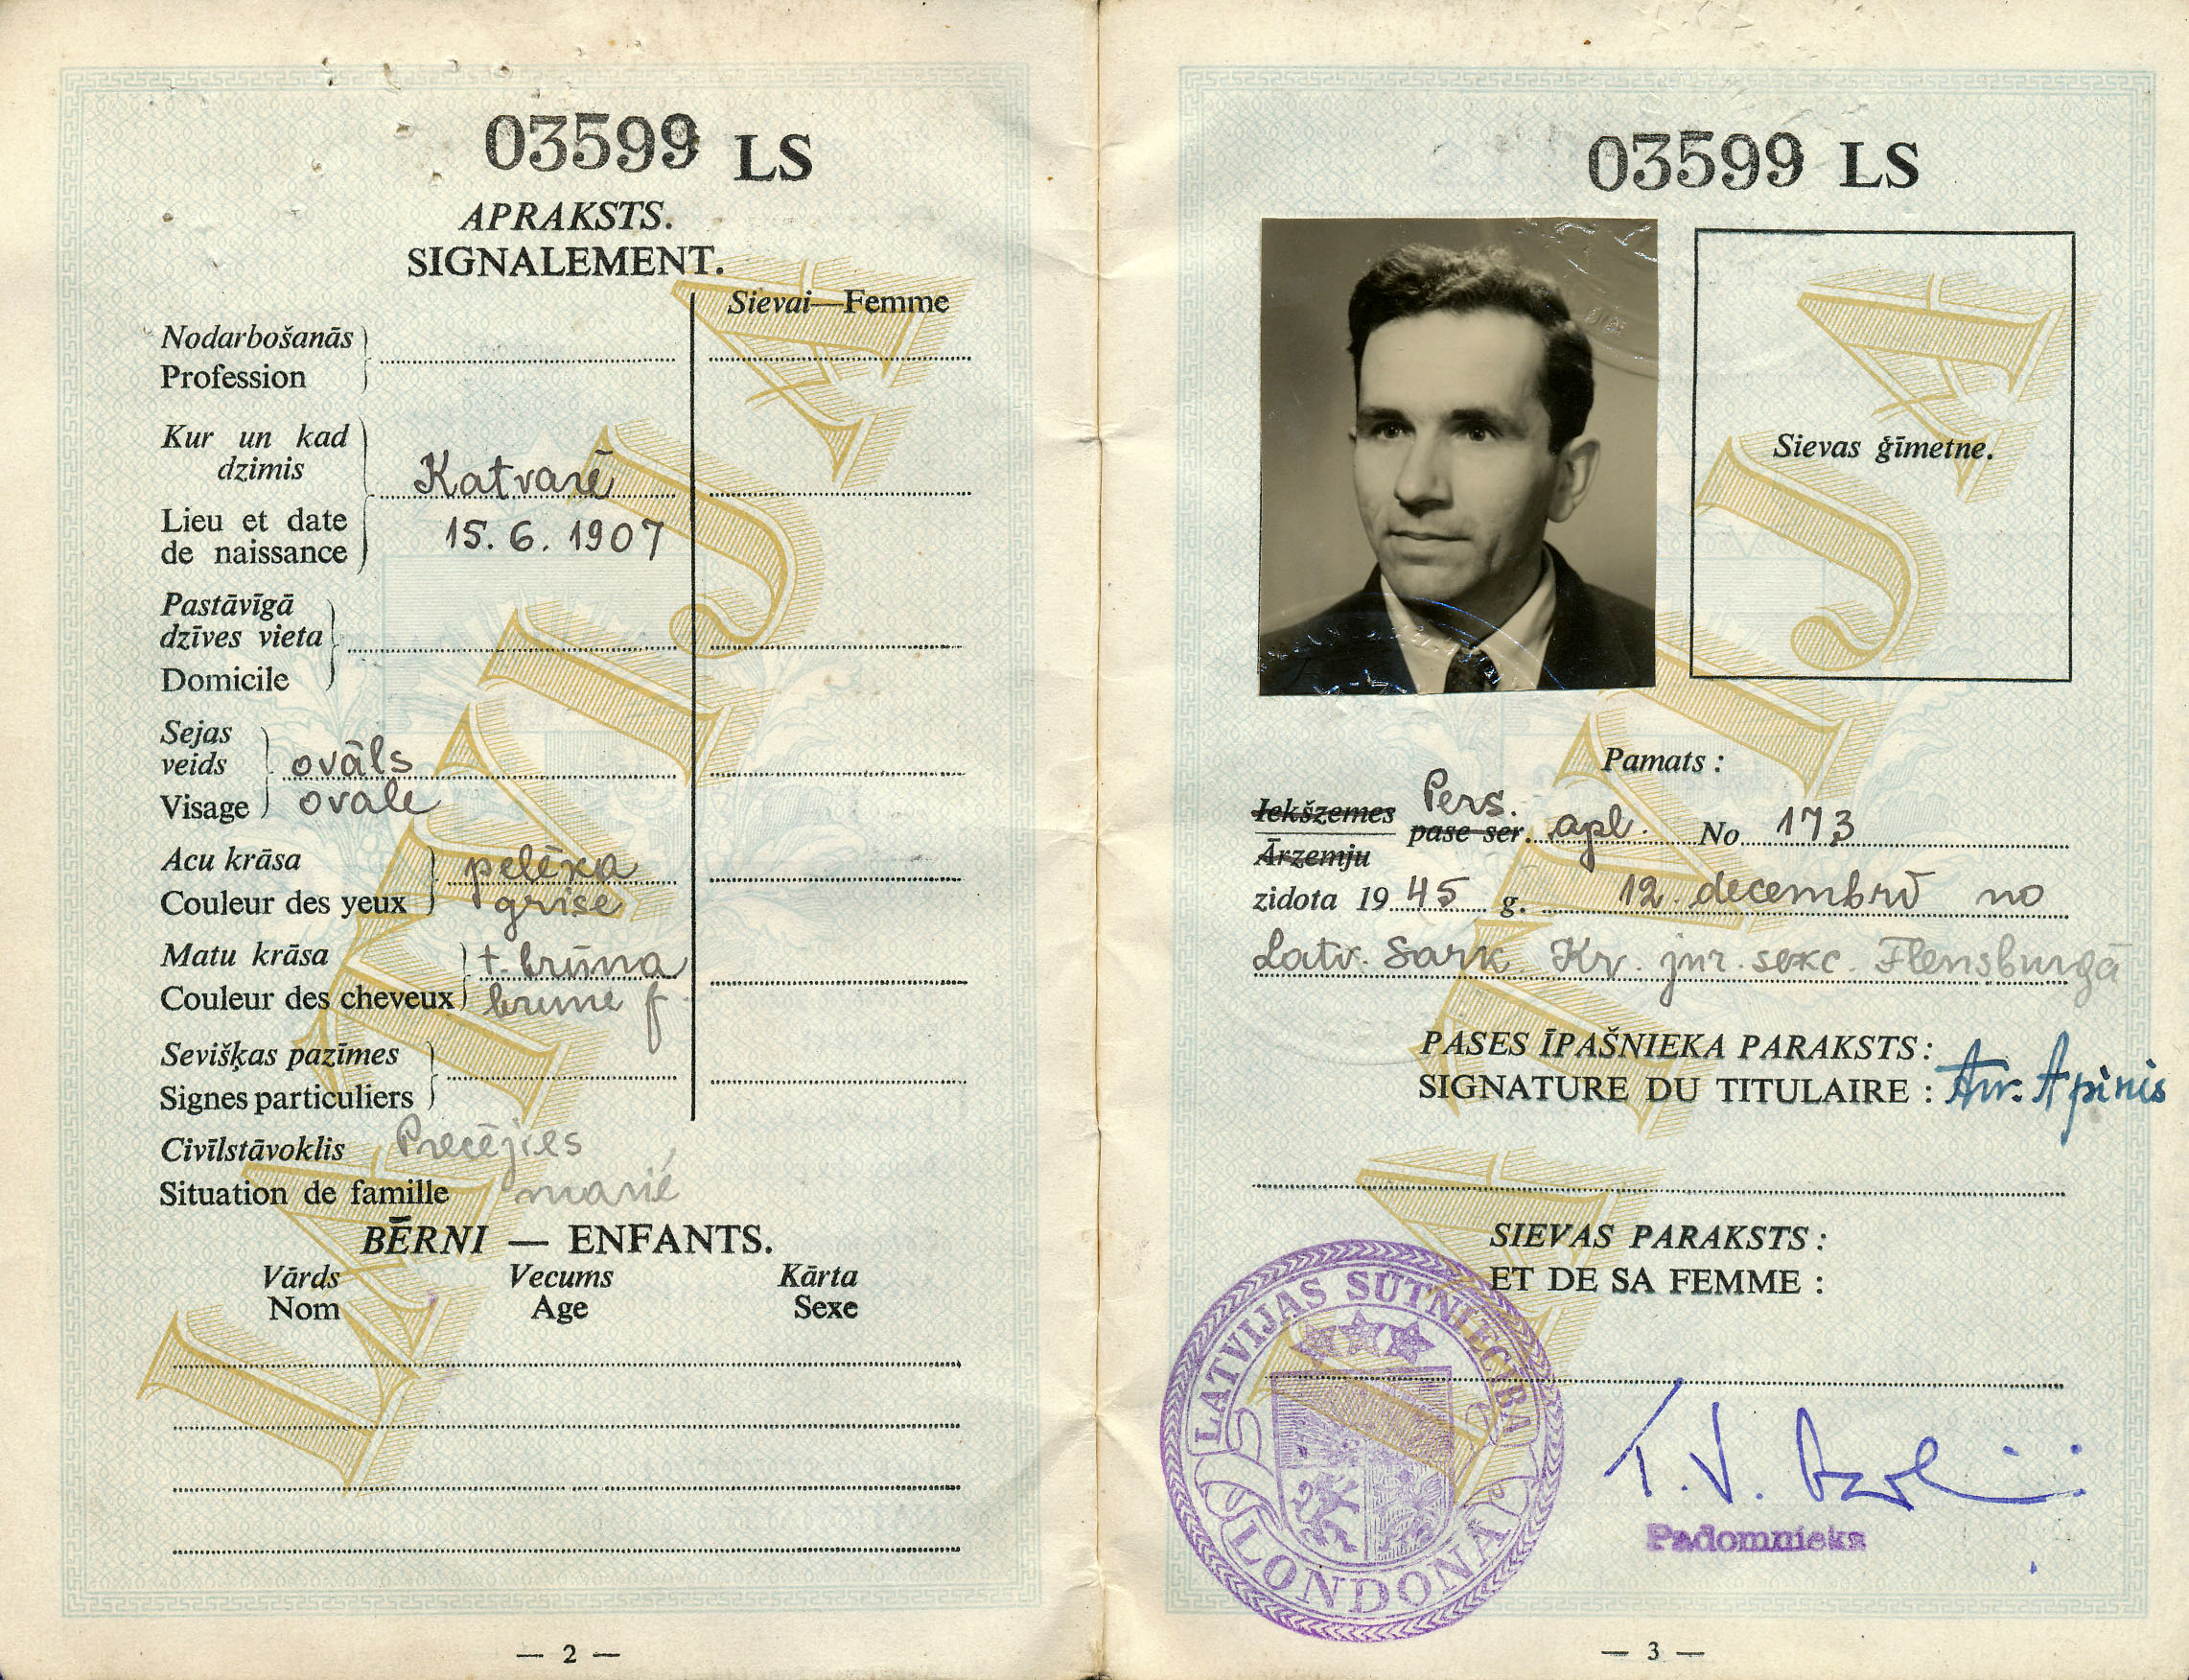 03599 LS
APRAKSTS.
SIGNALEMENT.
Sievai—Femme
Nodarbošanās
Profession
Kur un kad
dzimis
Katvarē
Lieu et date
de naissance
15. 6. 1907
Pastāvīgā
dzīves vieta
Domicile
Sejas
veids
ovāls
Visage
ovale
Acu krāsa
pelēka
Couleur des yeux
grise
Matu krāsa
t. brūna
Couleur des cheveux
brune f
Sevišķas pazīmes
Signes particuliers
Civīlstāvoklis Precējies
Situation de famille marié
BĒRNI — ENFANTS.
Vārds Vecums Kārta
Nom Age Sexe
— 2 —
LATVIJA
03599 LS
Sievas ģīmetne.
Pamats :
Iekšzemes
Ārzemju
pase ser.
Pers. apl. No 173
zidota 19 45 g. 12. decembrī no
Latv. Sark. Kr. jur. sekc. Flensburgā
PASES ĪPAŠNIEKA PARAKSTS :
SIGNATURE DU TITULAIRE : Arv. Apinis
SIEVAS PARAKSTS :
ET DE SA FEMME :
LATVIJAS SŪTNIECĪBA
LONDONĀ
Padomnieks
— 3 —
LATVIJA